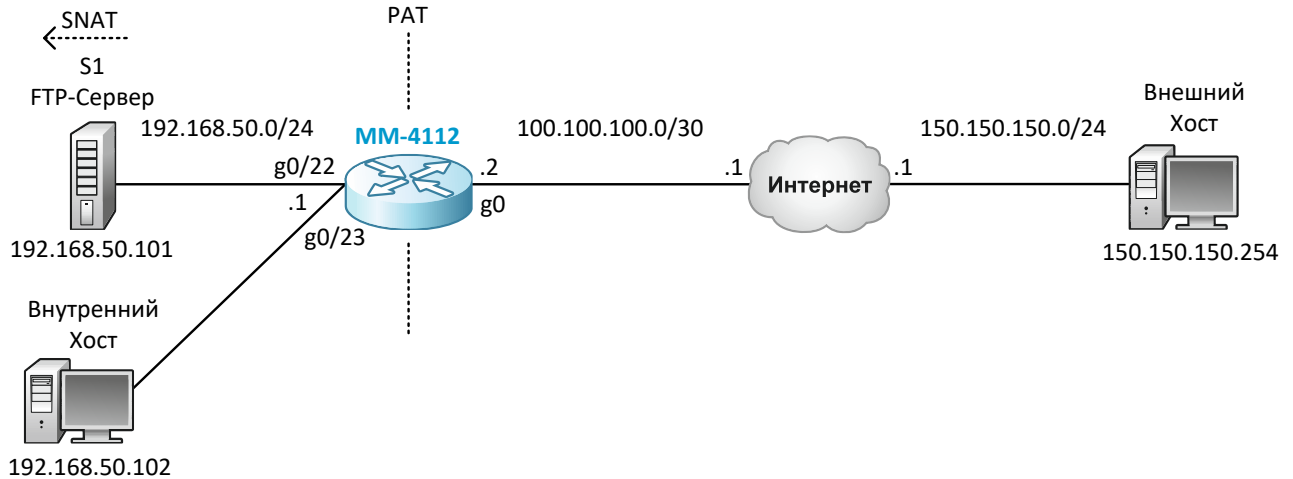 SNAT
PAT
S1
FTP-Сервер
192.168.50.0/24
MM-4112
100.100.100.0/30
150.150.150.0/24
Внешний
Хост
g0/22
.2
.1
Интернет
.1
.1
g0
g0/23
192.168.50.101
150.150.150.254
Внутренний
Хост
192.168.50.102